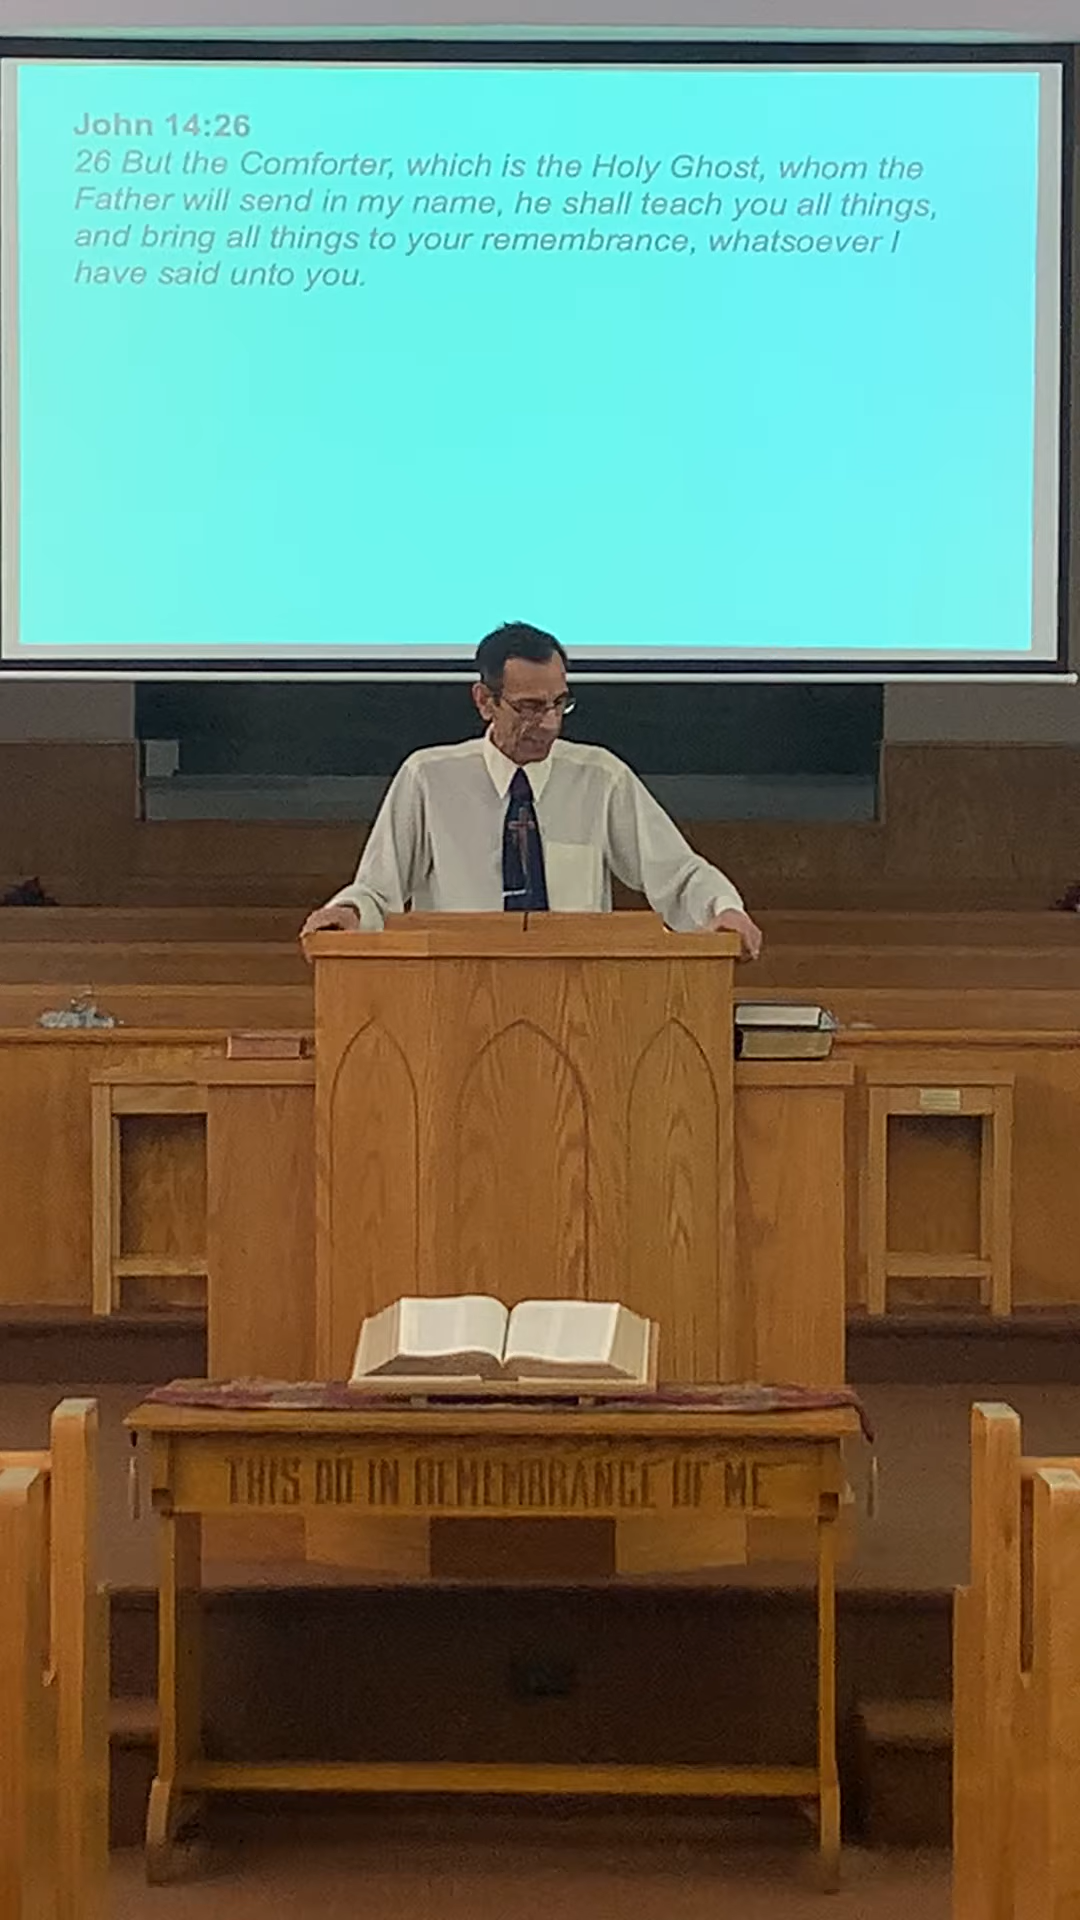 John 14:26
26 But the Comforter, which is the Holy Ghost, whom the
Father will send in my name, he shall teach you all things,
and bring all things to your remembrance, whatsoever I
have said unto you.
THIS DO IN REMEMBRANCE OF ME